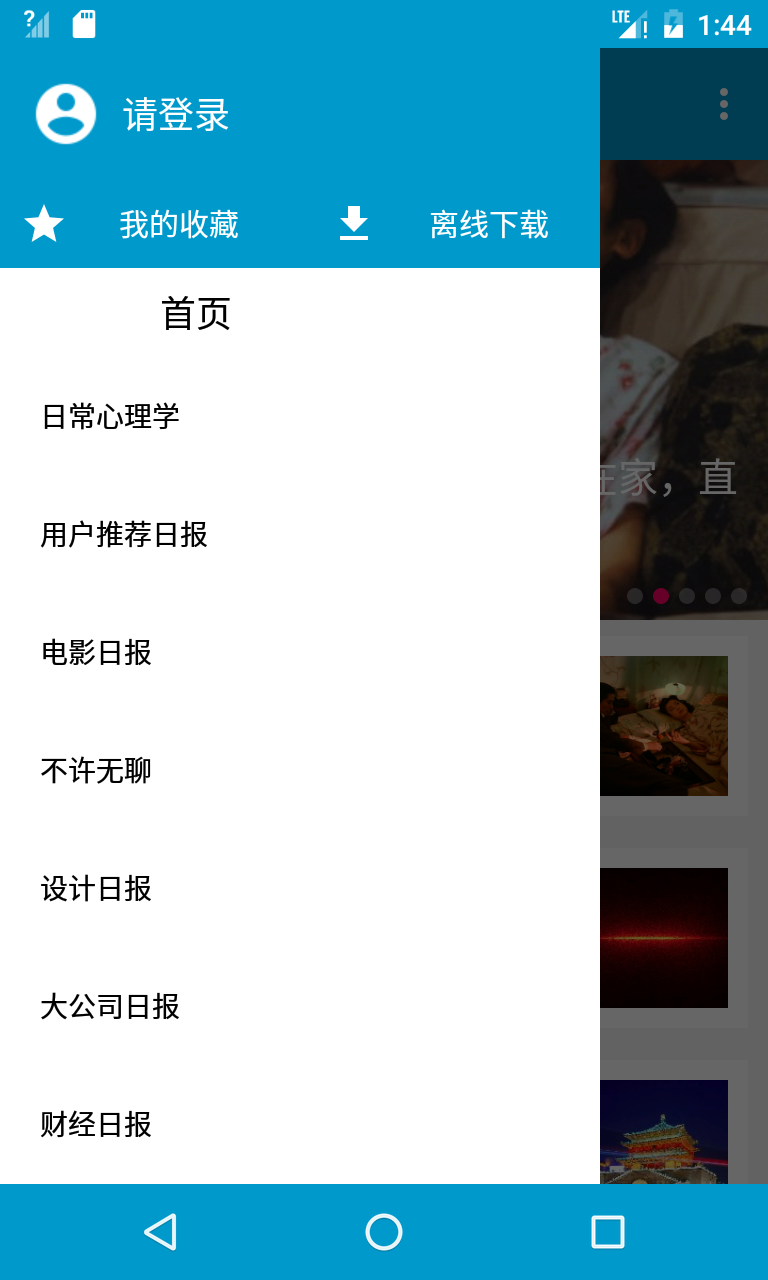 LTE 1:44
请登录
我的收藏 离线下载
首页
日常心理学
用户推荐日报
在家，直
电影日报
不许无聊
设计日报
大公司日报
财经日报